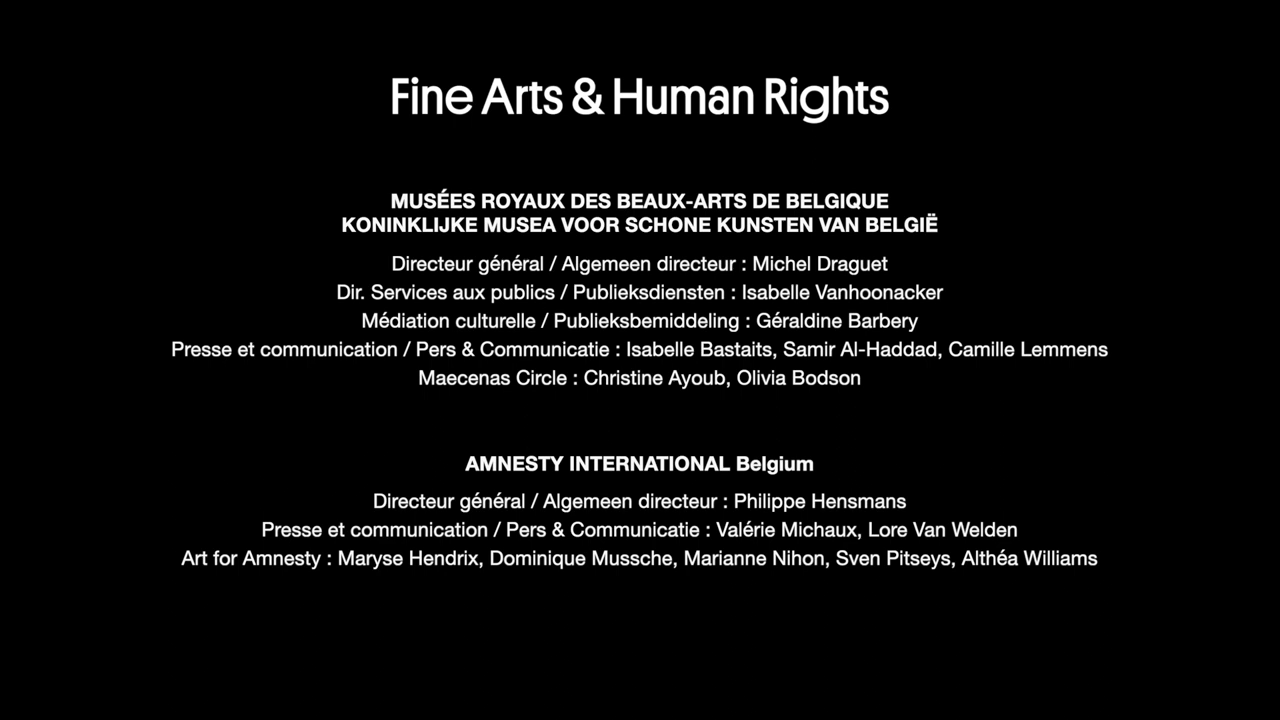 Fine Arts & Human Rights
MUSÉES ROYAUX DES BEAUX-ARTS DE BELGIQUE
KONINKLIJKE MUSEA VOOR SCHONE KUNSTEN VAN BELGIË
Directeur général / Algemeen directeur : Michel Draguet
Dir. Services aux publics / Publieksdiensten : Isabelle Vanhoonacker
Médiation culturelle / Publieksbemiddeling : Géraldine Barbery
Presse et communication / Pers & Communicatie : Isabelle Bastaits, Samir Al-Haddad, Camille Lemmens
Maecenas Circle : Christine Ayoub, Olivia Bodson
AMNESTY INTERNATIONAL Belgium
Directeur général / Algemeen directeur : Philippe Hensmans
Presse et communication / Pers & Communicatie : Valérie Michaux, Lore Van Welden
Art for Amnesty : Maryse Hendrix, Dominique Mussche, Marianne Nihon, Sven Pitseys, Althéa Williams